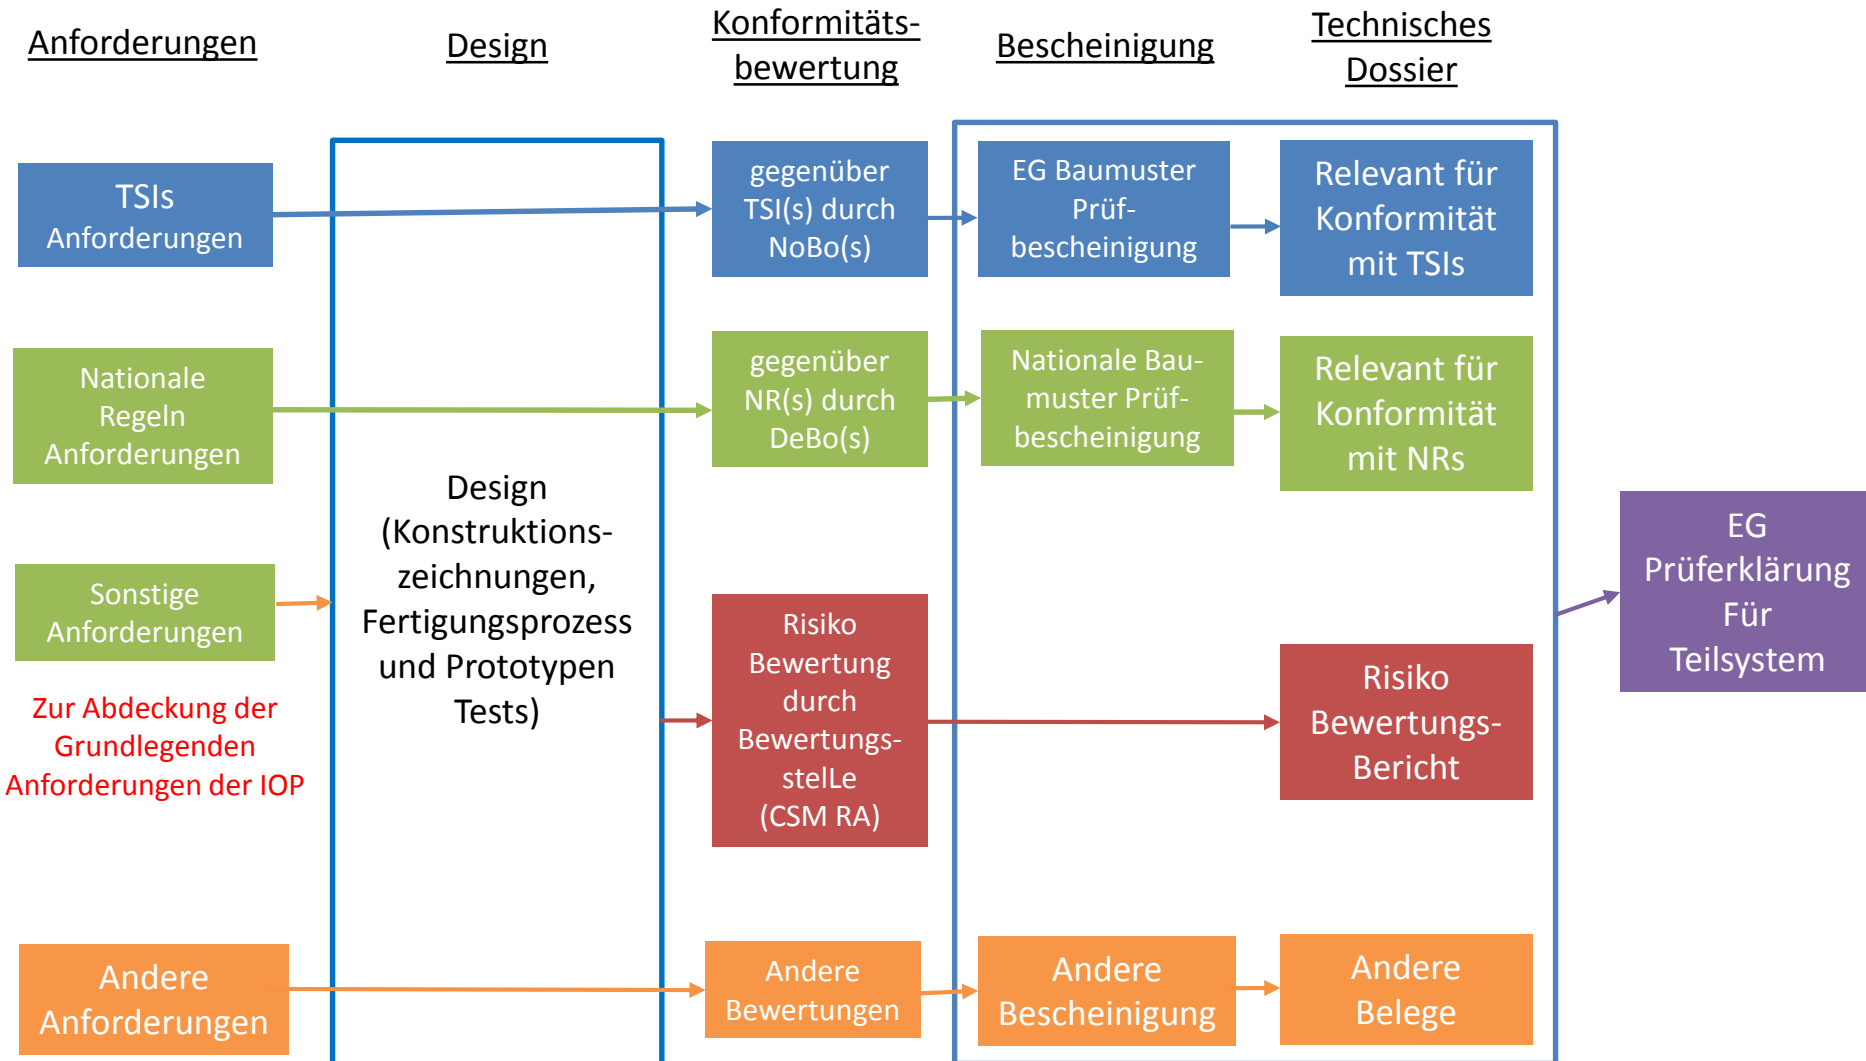 Anforderungen
Design
Konformitäts-
bewertung
Bescheinigung
Technisches
Dossier
TSIs
Anforderungen
gegenüber
TSI(s) durch
NoBo(s)
EG Baumuster
Prüf-
bescheinigung
Relevant für
Konformität
mit TSIs
Nationale
Regeln
Anforderungen
gegenüber
NR(s) durch
DeBo(s)
Nationale Bau-
muster Prüf-
bescheinigung
Relevant für
Konformität
mit NRs
Design
(Konstruktions-
zeichnungen,
Fertigungsprozess
und Prototypen
Tests)
Sonstige
Anforderungen
Zur Abdeckung der
Grundlegenden
Anforderungen der IOP
Risiko
Bewertung
durch
Bewertungs-
stelLe
(CSM RA)
Risiko
Bewertungs-
Bericht
EG
Prüferklärung
Für
Teilsystem
Andere
Anforderungen
Andere
Bewertungen
Andere
Bescheinigung
Andere
Belege